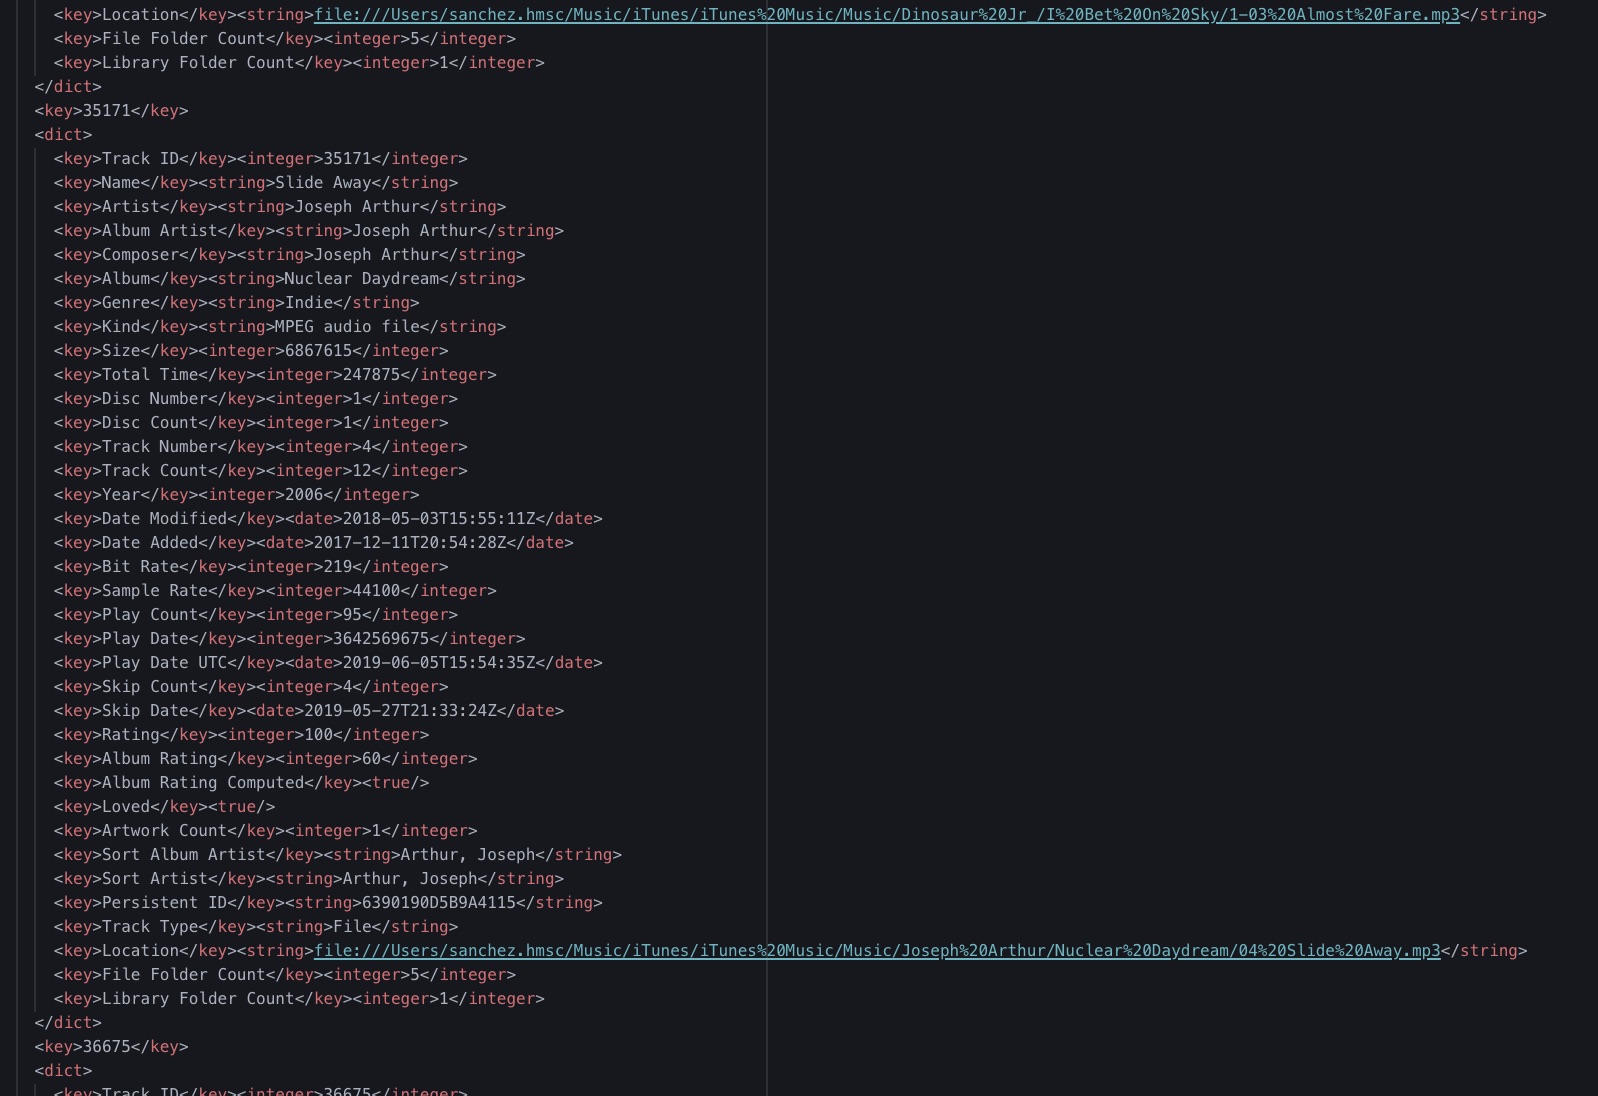 <key>Location</key><string>file:///Users/sanchez.hmsc/Music/iTunes/iTunes%20Music/Music/Dinosaur%20Jr_/I%20Bet%20On%20Sky/1-03%20Almost%20Fare.mp3</string>
<key>File Folder Count</key><integer>5</integer>
<key>Library Folder Count</key><integer>1</integer>
</dict>
<key>35171</key>
<dict>
<key>Track ID</key><integer>35171</integer>
<key>Name</key><string>Slide Away</string>
<key>Artist</key><string>Joseph Arthur</string>
<key>Album Artist</key><string>Joseph Arthur</string>
<key>Composer</key><string>Joseph Arthur</string>
<key>Album</key><string>Nuclear Daydream</string>
<key>Genre</key><string>Indie</string>
<key>Kind</key><string>MPEG audio file</string>
<key>Size</key><integer>6867615</integer>
<key>Total Time</key><integer>247875</integer>
<key>Disc Number</key><integer>1</integer>
<key>Disc Count</key><integer>1</integer>
<key>Track Number</key><integer>4</integer>
<key>Track Count</key><integer>12</integer>
<key>Year</key><integer>2006</integer>
<key>Date Modified</key><date>2018-05-03T15:55:11Z</date>
<key>Date Added</key><date>2017-12-11T20:54:28Z</date>
<key>Bit Rate</key><integer>219</integer>
<key>Sample Rate</key><integer>44100</integer>
<key>Play Count</key><integer>95</integer>
<key>Play Date</key><integer>3642569675</integer>
<key>Play Date UTC</key><date>2019-06-05T15:54:35Z</date>
<key>Skip Count</key><integer>4</integer>
<key>Skip Date</key><date>2019-05-27T21:33:24Z</date>
<key>Rating</key><integer>100</integer>
<key>Album Rating</key><integer>60</integer>
<key>Album Rating Computed</key><true/>
<key>Loved</key><true/>
<key>Artwork Count</key><integer>1</integer>
<key>Sort Album Artist</key><string>Arthur, Joseph</string>
<key>Sort Artist</key><string>Arthur, Joseph</string>
<key>Persistent ID</key><string>6390190D5B9A4115</string>
<key>Track Type</key><string>File</string>
<key>Location</key><string>file:///Users/sanchez.hmsc/Music/iTunes/iTunes%20Music/Music/Joseph%20Arthur/Nuclear%20Daydream/04%20Slide%20Away.mp3</string>
<key>File Folder Count</key><integer>5</integer>
<key>Library Folder Count</key><integer>1</integer>
</dict>
<key>36675</key>
<dict>
<key>Track ID</key><integer>36675</integer>